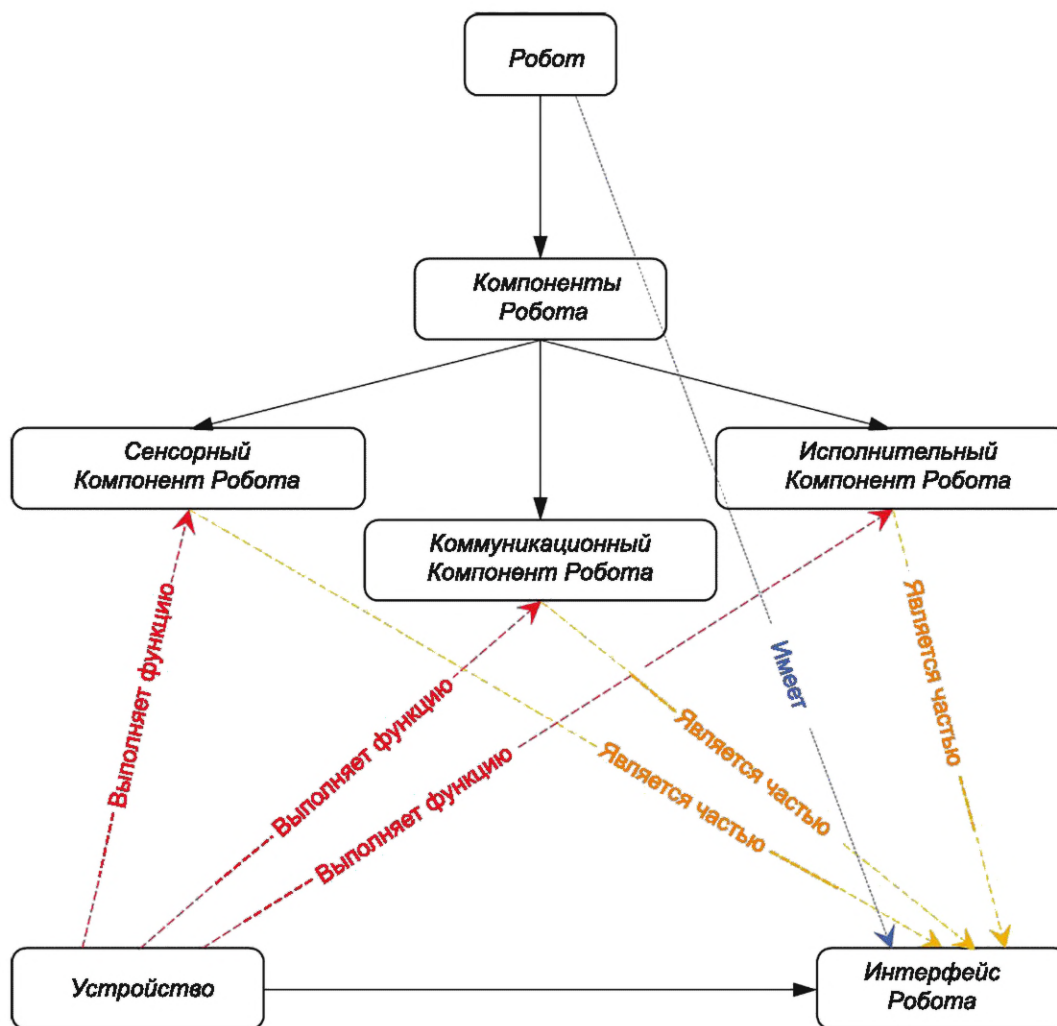 Робот
Компоненты
Робота
Сенсорный
Компонент Робота
Исполнительный
Компонент Робота
Коммуникационный
Компонент Робота
Выполняет функцию
Выполняет функцию
Выполняет функцию
Является частью
Является частью
Имеет
Является частью
Устройство
Интерфейс
Робота